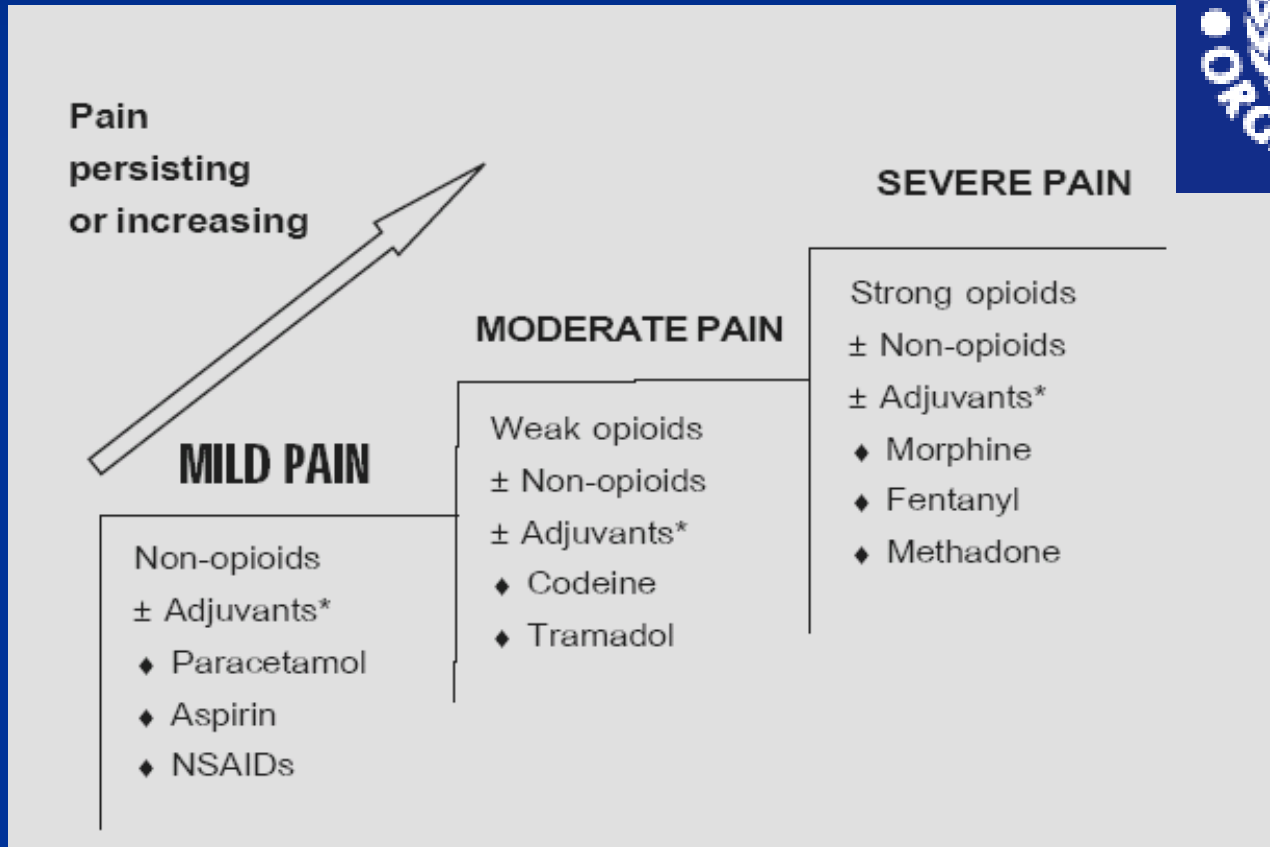 Pain
persisting
or increasing
SEVERE PAIN
Strong opioids
± Non-opioids
± Adjuvants*
♦ Morphine
♦ Fentanyl
♦ Methadone
MODERATE PAIN
Weak opioids
± Non-opioids
± Adjuvants*
♦ Codeine
♦ Tramadol
MILD PAIN
Non-opioids
± Adjuvants*
♦ Paracetamol
♦ Aspirin
♦ NSAIDs